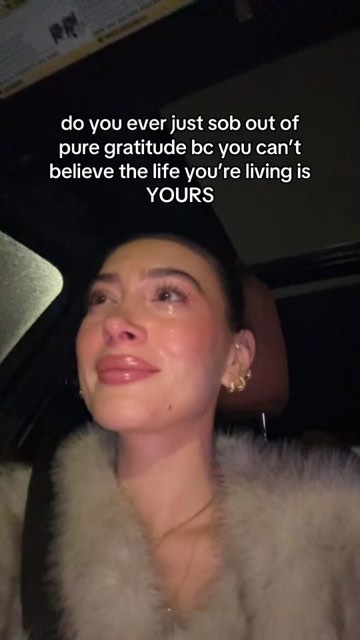 do you ever just sob out of
pure gratitude bc you can’t
believe the life you’re living is
YOURS